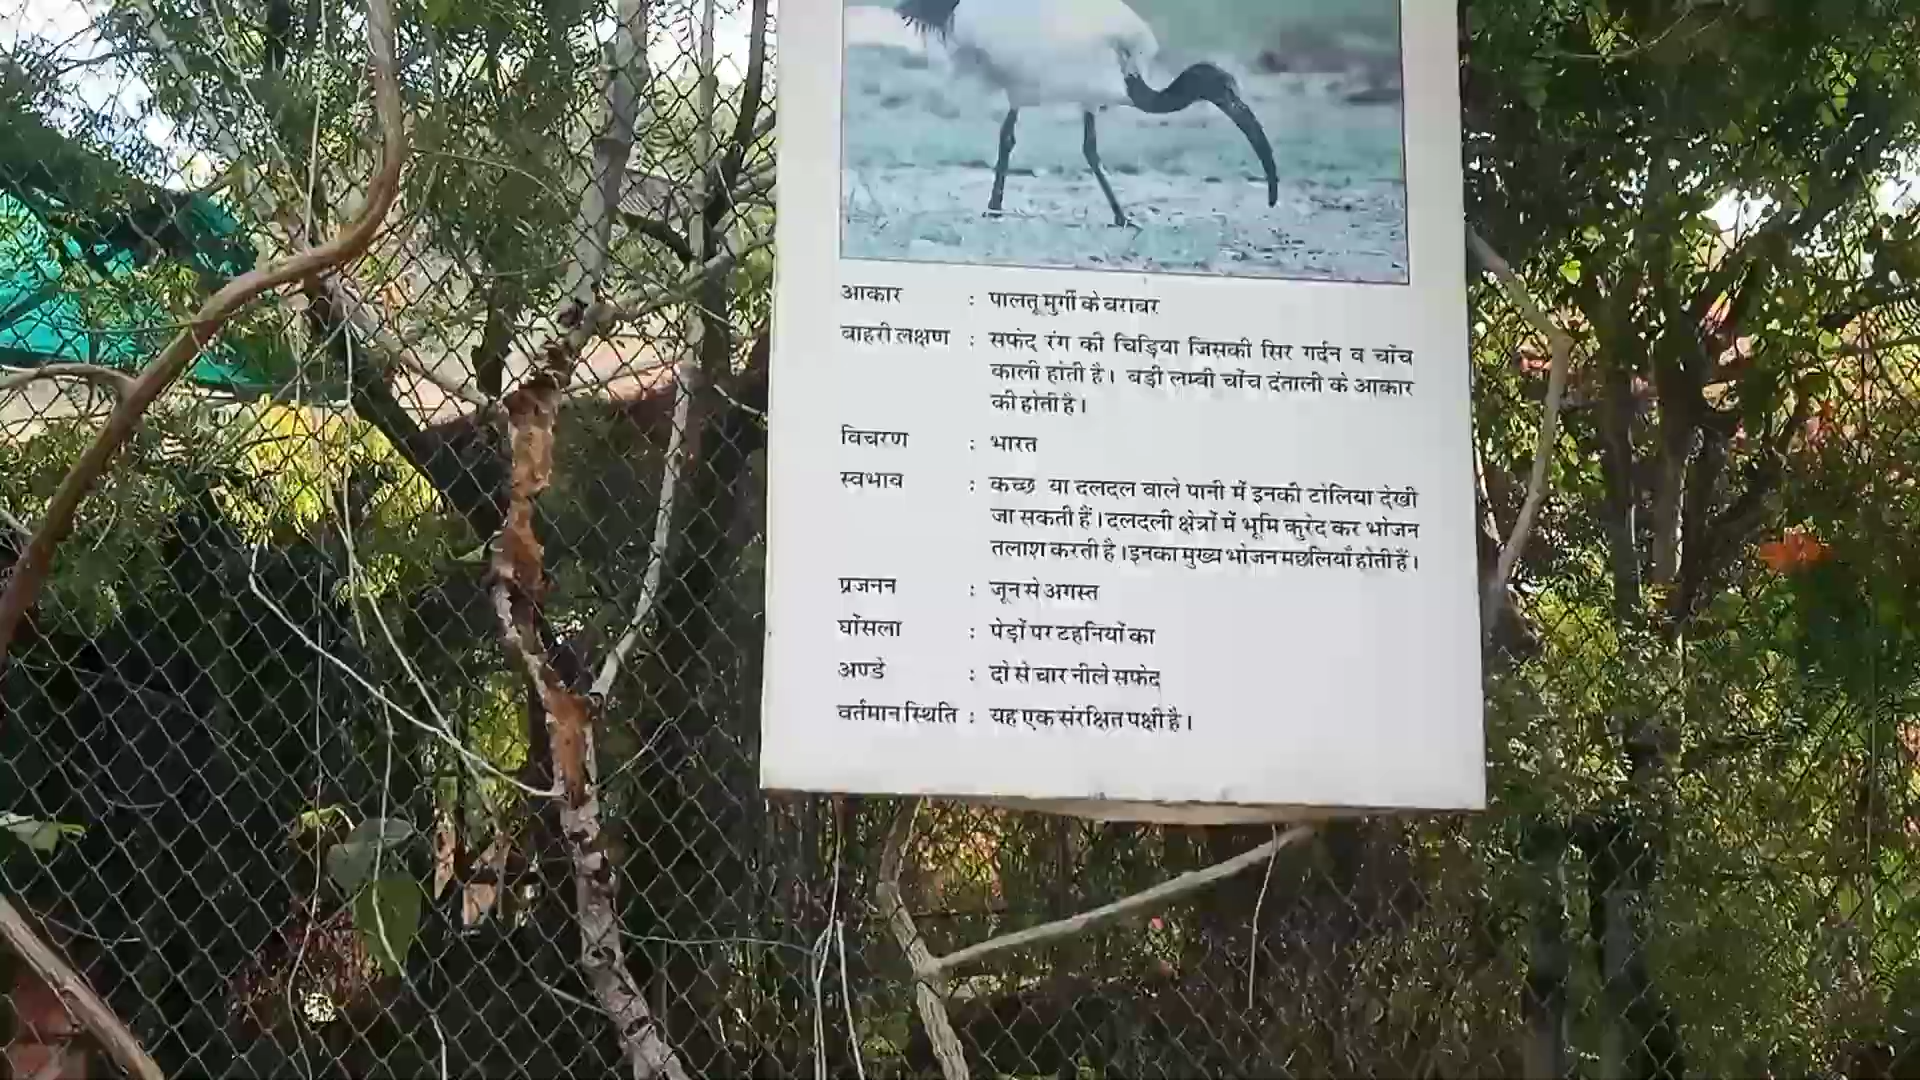 आकार : पालतू मुर्गी के बराबर
बाहरी लक्षण : सफेद रंग की चिड़िया जिसकी सिर गर्दन व चोंच
काली होती है। बड़ी लम्बी चोंच दंताली के आकार
की होती है।
विचरण : भारत
स्वभाव : कच्छ या दलदल वाले पानी में इनकी टोलिया देखी
जा सकती हैं। दलदली क्षेत्रों में भूमि कुरेद कर भोजन
तलाश करती है। इनका मुख्य भोजन मछलियाँ होती हैं।
प्रजनन : जून से अगस्त
घोंसला : पेड़ों पर टहनियों का
अण्डे : दो से चार नीले सफेद
वर्तमान स्थिति : यह एक संरक्षित पक्षी है।